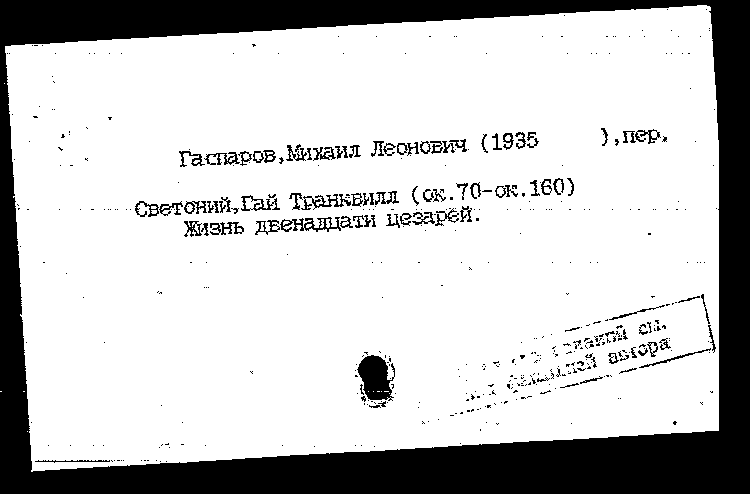 Гаспаров,Михаил Леонович (1935     ),пер.
Светоний,Гай Транквилл (ок.70-ок.160)
Жизнь двенадцати цезарей.
изданий см.
фамилией автора